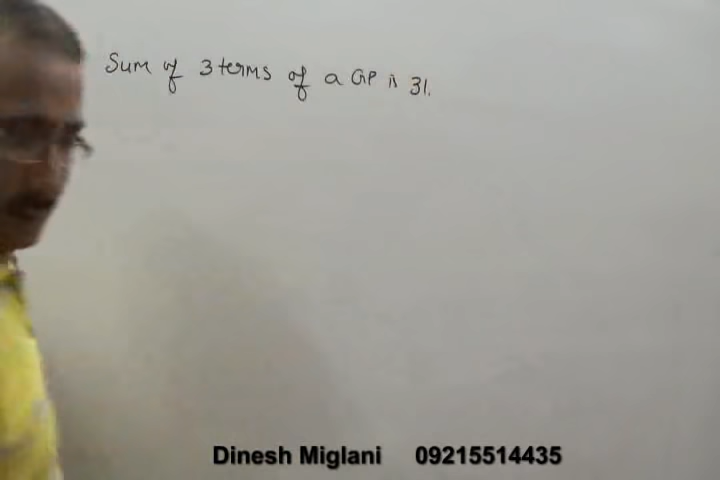 Sum of 3 terms of a GP is 31.
Dinesh Miglani 09215514435